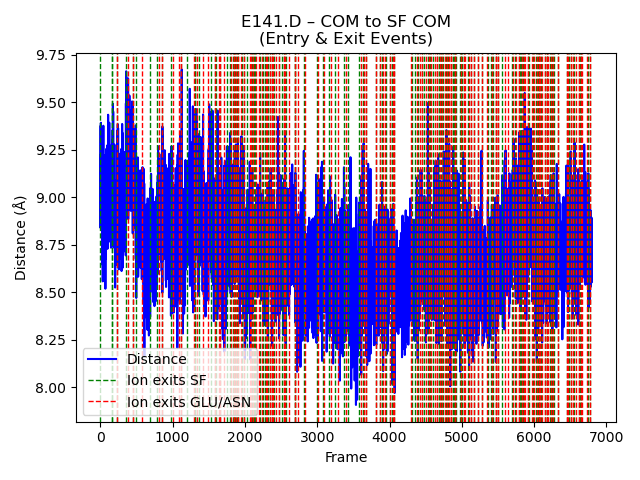 E141.D – COM to SF COM
(Entry & Exit Events)
Distance (Å)
9.75
9.50
9.25
9.00
8.75
8.50
8.25
8.00
Distance
Ion exits SF
Ion exits GLU/ASN
0
1000
2000
3000
4000
5000
6000
7000
Frame